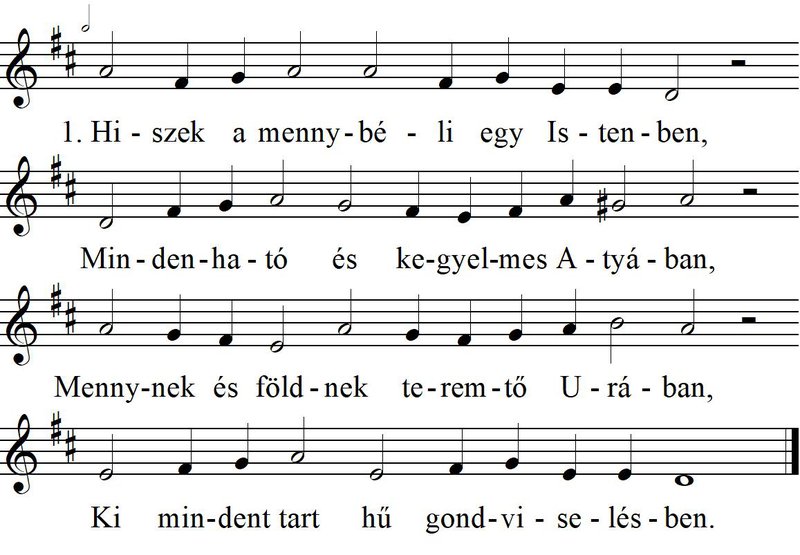 1. Hi - szek a menny-bé - li egy Is - ten - ben,
Min - den - ha - tó és ke-gyel-mes A - tyá - ban,
Menny-nek és föld - nek te-rem-tő U - rá - ban,
Ki min-dent tart hű gond-vi - se-lés-ben.